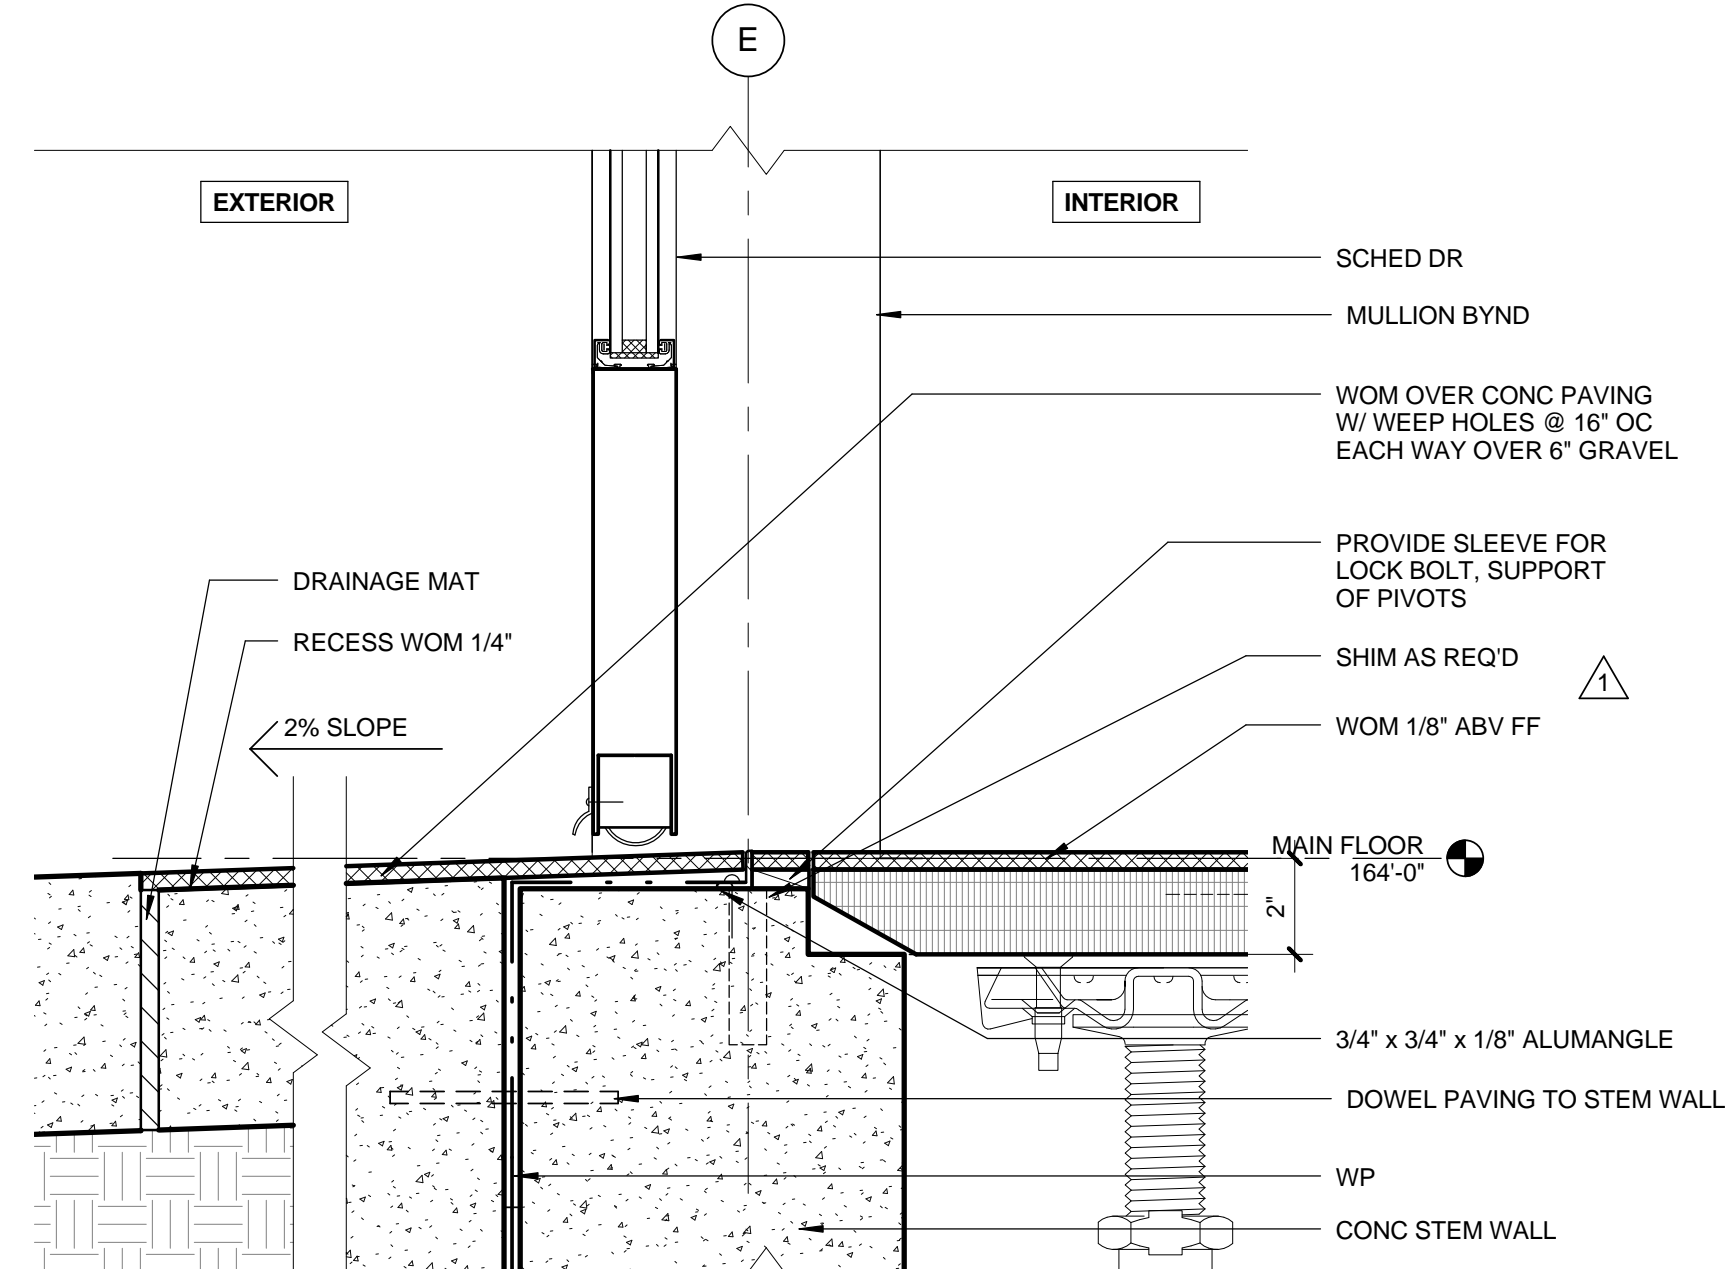 E
EXTERIOR
INTERIOR
SCHED DR
MULLION BYND
WOM OVER CONC PAVING
W/ WEEP HOLES @ 16" OC
EACH WAY OVER 6" GRAVEL
PROVIDE SLEEVE FOR
LOCK BOLT, SUPPORT
OF PIVOTS
DRAINAGE MAT
RECESS WOM 1/4"
SHIM AS REQ'D
1
2% SLOPE
WOM 1/8" ABV FF
MAIN FLOOR
164'-0"
2"
3/4" x 3/4" x 1/8" ALUMANGLE
DOWEL PAVING TO STEM WALL
WP
CONC STEM WALL